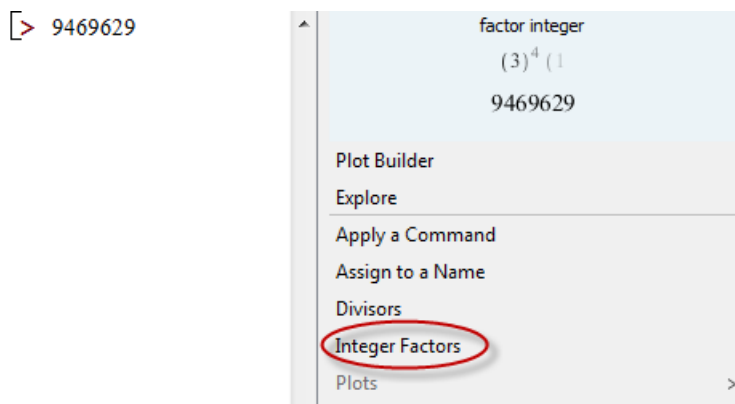 > 9469629
factor integer
(3)⁴ (1
9469629
Plot Builder
Explore
Apply a Command
Assign to a Name
Divisors
Integer Factors
Plots >